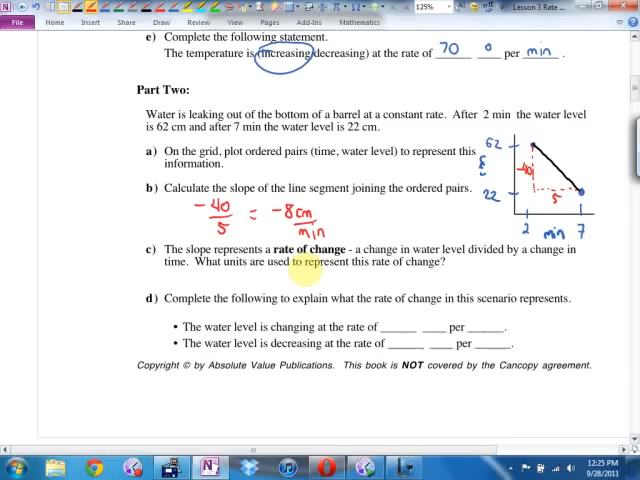 125%
Lesson 3 Rate
File Home Insert Draw Share Review View Page Add-Ins Mathematica
e) Complete the following statement.
The temperature is (increasing/decreasing) at the rate of 70 ° per min .
Part Two:
Water is leaking out of the bottom of a barrel at a constant rate. After 2 min the water level
is 62 cm and after 7 min the water level is 22 cm.
a) On the grid, plot ordered pairs (time, water level) to represent this
information.
b) Calculate the slope of the line segment joining the ordered pairs.
62
-40
22
5
2 min 7
-40/5 = -8 cm/min
c) The slope represents a rate of change - a change in water level divided by a change in
time. What units are used to represent this rate of change?
d) Complete the following to explain what the rate of change in this scenario represents.
• The water level is changing at the rate of ______ ____ per ______.
• The water level is decreasing at the rate of ______ ____ per ______.
Copyright © by Absolute Value Publications. This book is NOT covered by the Cancopy agreement.
12:25 PM
9/28/2011